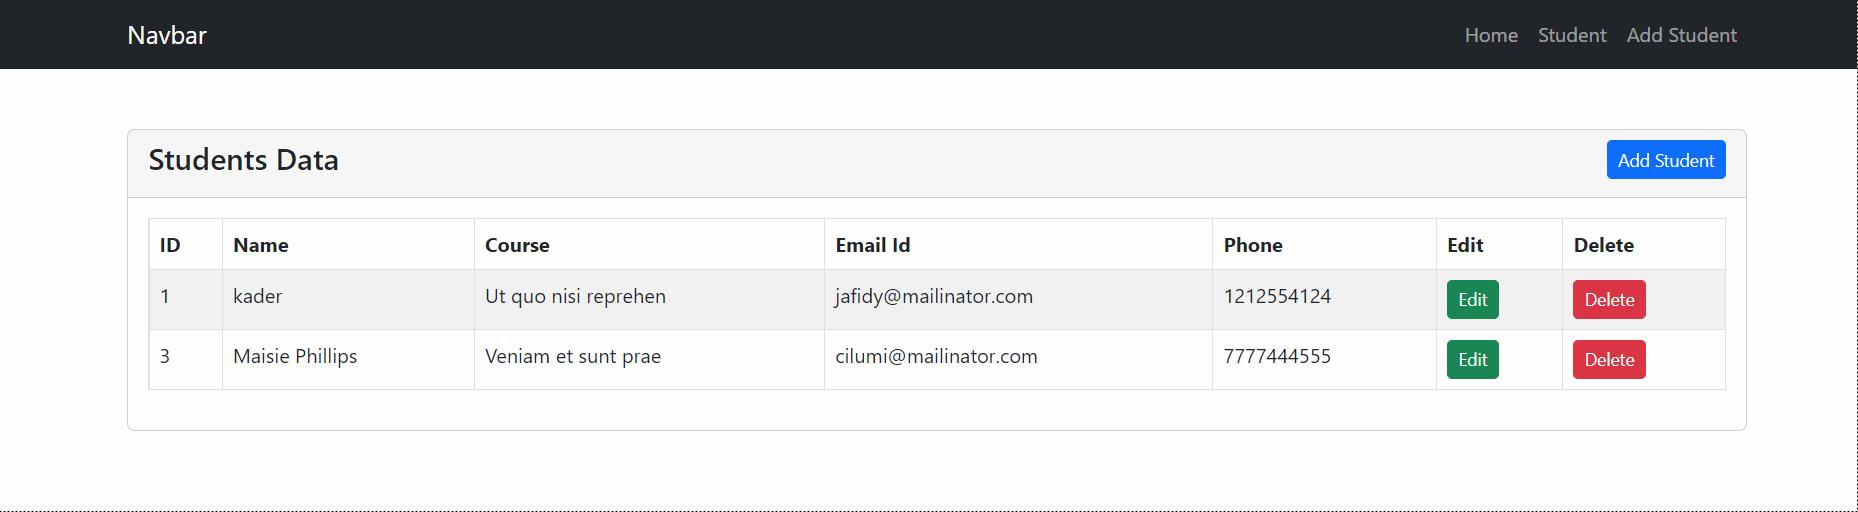 Navbar Home Student Add Student
Students Data Add Student
ID Name Course Email Id Phone Edit Delete
1 kader Ut quo nisi reprehen jafidy@mailinator.com 1212554124 Edit Delete
3 Maisie Phillips Veniam et sunt prae cilumi@mailinator.com 7777444555 Edit Delete